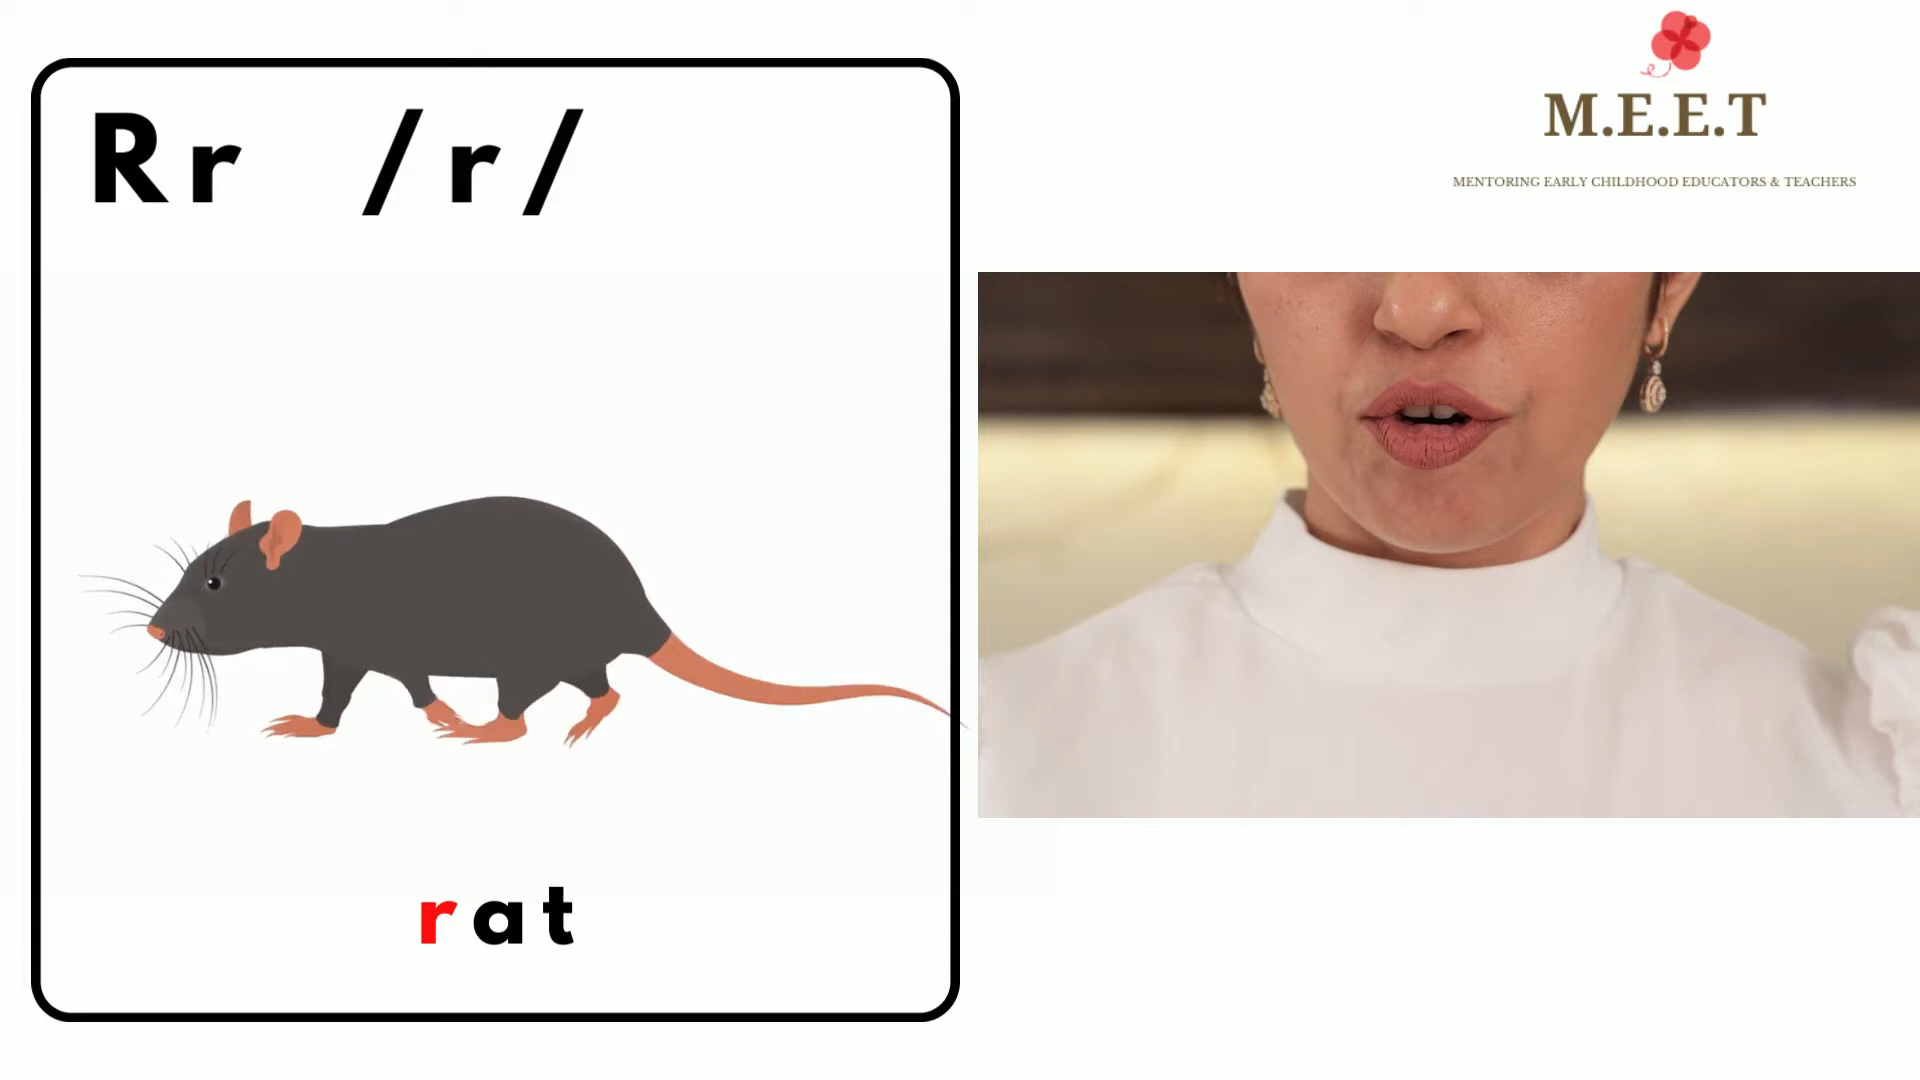 Rr /r/
rat
M.E.E.T
MENTORING EARLY CHILDHOOD EDUCATORS & TEACHERS